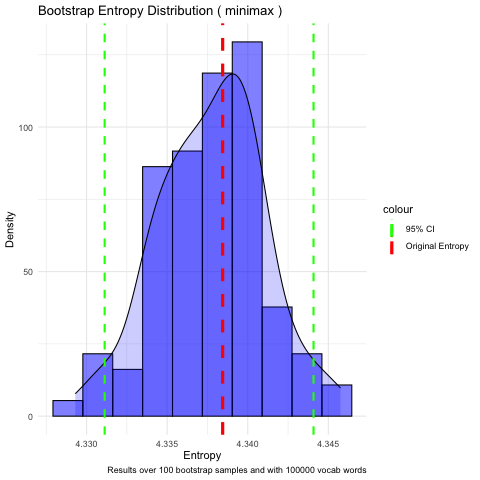 Bootstrap Entropy Distribution ( minimax )
100
50
0
Density
4.330
4.335
4.340
4.345
Entropy
Results over 100 bootstrap samples and with 100000 vocab words
colour
95% CI
Original Entropy